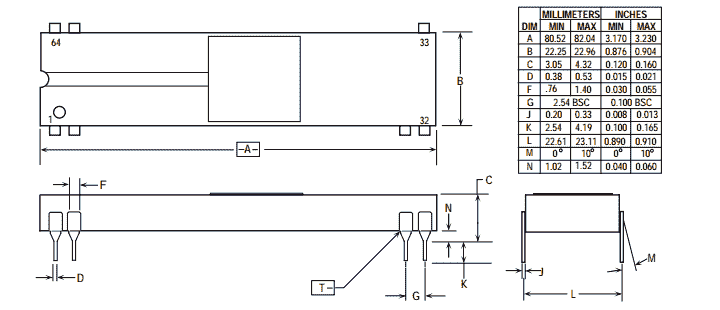 64
33
1
32
B
-A-
F
D
N
C
K
G
T
J
L
M
MILLIMETERS INCHES
DIM MIN MAX MIN MAX
A 80.52 82.04 3.170 3.230
B 22.25 22.96 0.876 0.904
C 3.05 4.32 0.120 0.160
D 0.38 0.53 0.015 0.021
F .76 1.40 0.030 0.055
G 2.54 BSC 0.100 BSC
J 0.20 0.33 0.008 0.013
K 2.54 4.19 0.100 0.165
L 22.61 23.11 0.890 0.910
M 0° 10° 0° 10°
N 1.02 1.52 0.040 0.060